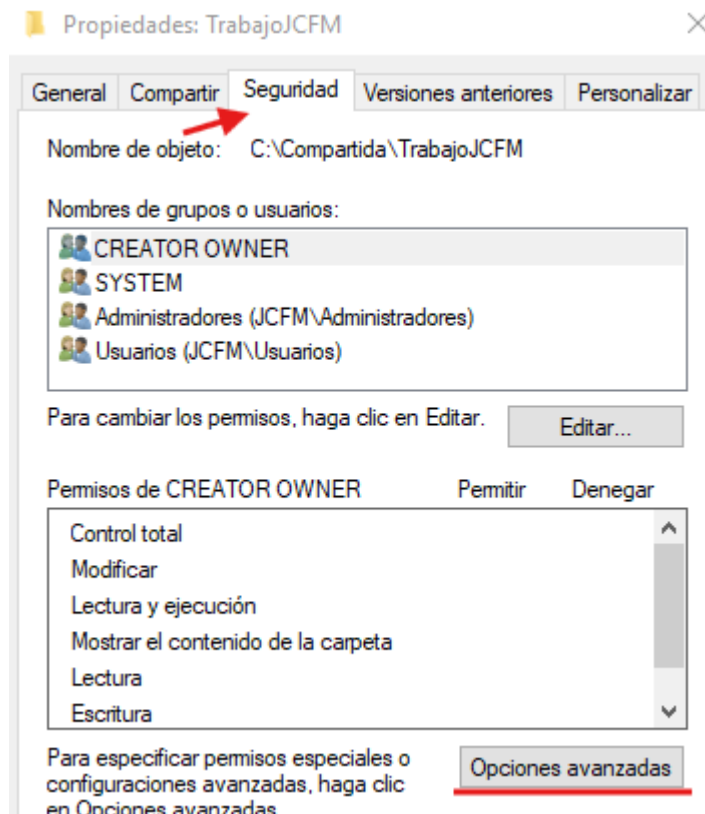 Propiedades: TrabajoJCFM
General Compartir Seguridad Versiones anteriores Personalizar
Nombre de objeto: C:\Compartida\TrabajoJCFM
Nombres de grupos o usuarios:
CREATOR OWNER
SYSTEM
Administradores (JCFM\Administradores)
Usuarios (JCFM\Usuarios)
Para cambiar los permisos, haga clic en Editar. Editar...
Permisos de CREATOR OWNER Permitir Denegar
Control total
Modificar
Lectura y ejecución
Mostrar el contenido de la carpeta
Lectura
Escritura
Para especificar permisos especiales o
configuraciones avanzadas, haga clic
en Opciones avanzadas
Opciones avanzadas